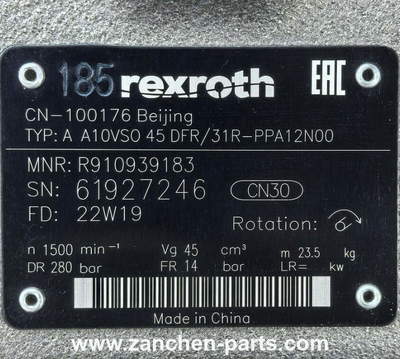 185 rexroth EAC
CN-100176 Beijing
TYP: A A10VSO 45 DFR/31R-PPA12N00
MNR: R910939183
SN: 61927246 CN30
FD: 22W19 Rotation:
n 1500 min⁻¹ Vg 45 cm³ m 23.5 kg
DR 280 bar FR 14 bar LR= kw
Made in China
www.zanchen-parts.com